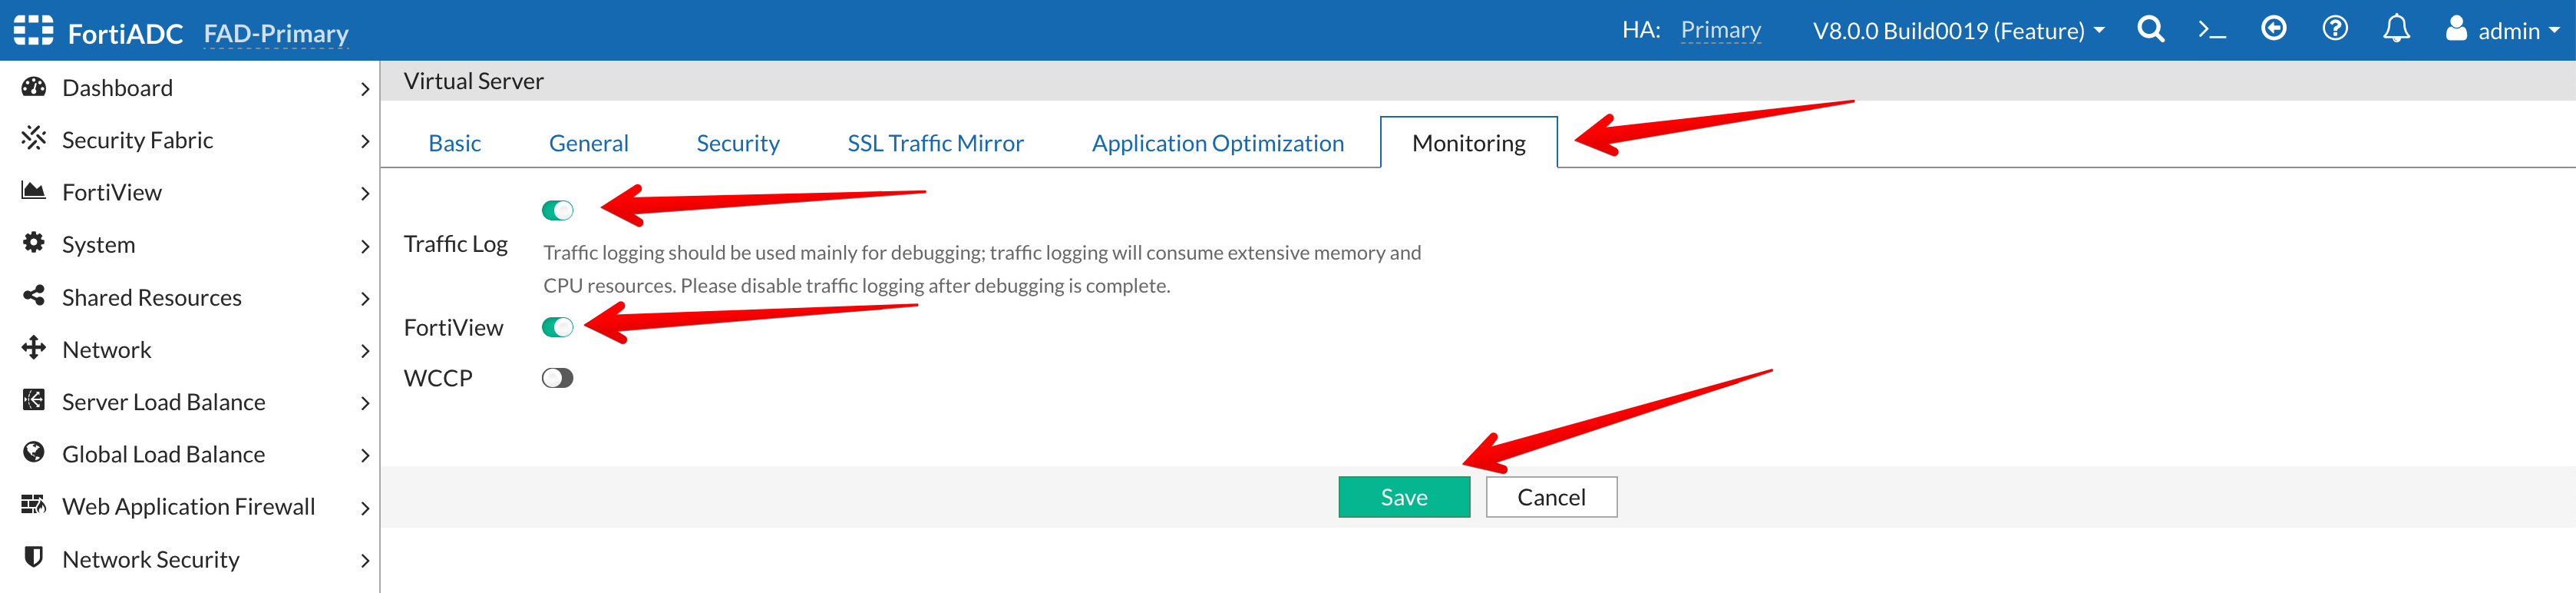 FortiADC FAD-Primary HA: Primary V8.0.0 Build0019 (Feature) admin
Dashboard
Security Fabric
FortiView
System
Shared Resources
Network
Server Load Balance
Global Load Balance
Web Application Firewall
Network Security
Virtual Server
Basic General Security SSL Traffic Mirror Application Optimization Monitoring
Traffic Log
Traffic logging should be used mainly for debugging; traffic logging will consume extensive memory and
CPU resources. Please disable traffic logging after debugging is complete.
FortiView
WCCP
Save Cancel